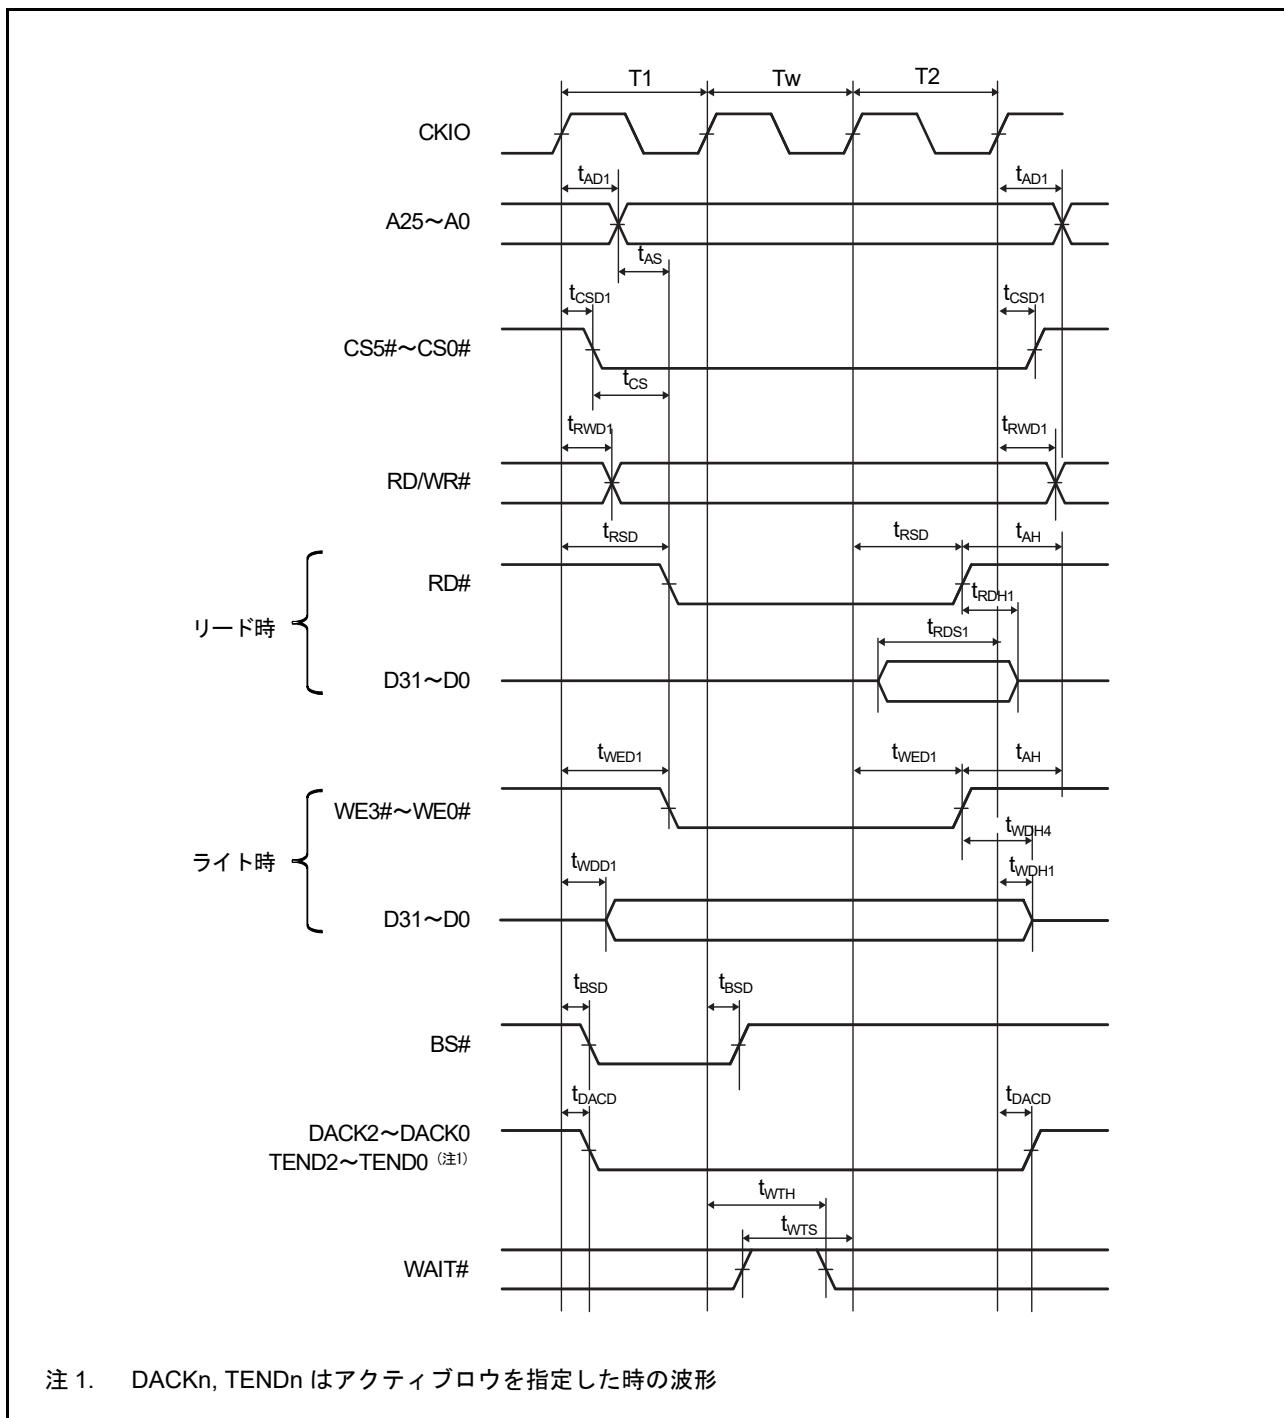 T1 Tw T2
CKIO
tAD1 tAD1
A25～A0
tAS
tCSD1 tCSD1
CS5#～CS0#
tCS
tRWD1 tRWD1
RD/WR#
tRSD tRSD tAH
RD#
tRDH1
リード時
tRDS1
D31～D0
tWED1 tWED1 tAH
WE3#～WE0#
tWDH4
ライト時
tWDD1 tWDH1
D31～D0
tBSD tBSD
BS#
tDACD tDACD
DACK2～DACK0
TEND2～TEND0（注1）
tWTH
tWTS
WAIT#
注 1. DACKn, TENDn はアクティブロウを指定した時の波形